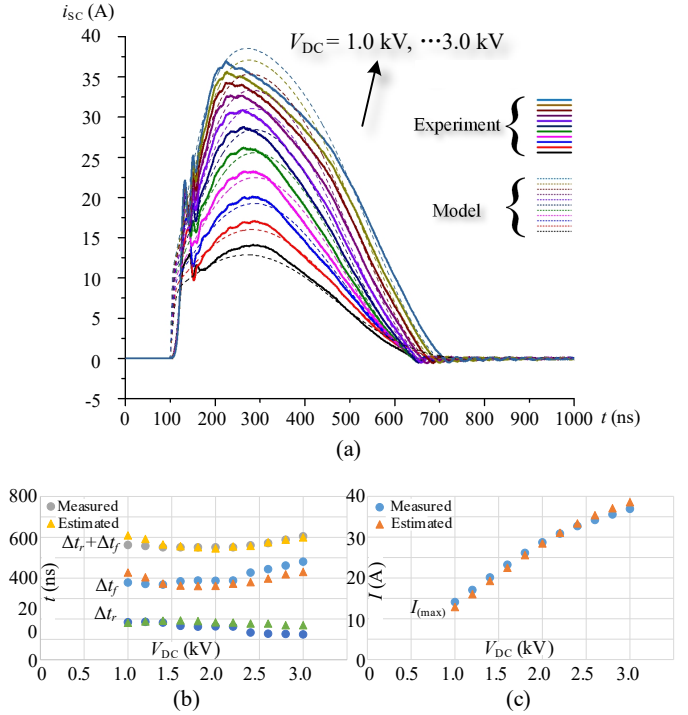 i_SC (A)
V_DC = 1.0 kV, ···3.0 kV
40
35
30
25
20
15
10
5
0
-5
Experiment
Model
0 100 200 300 400 500 600 700 800 900 1000
t (ns)
(a)
800
600
400
20
0
0
t (ns)
Measured
Estimated
Δt_r + Δt_f
Δt_f
Δt_r
V_DC (kV)
0 1.0 1.5 2.0 2.5 3.0
(b)
40
30
20
10
0
I (A)
Measured
Estimated
I_(max)
V_DC (kV)
1.0 1.5 2.0 2.5 3.0
(c)